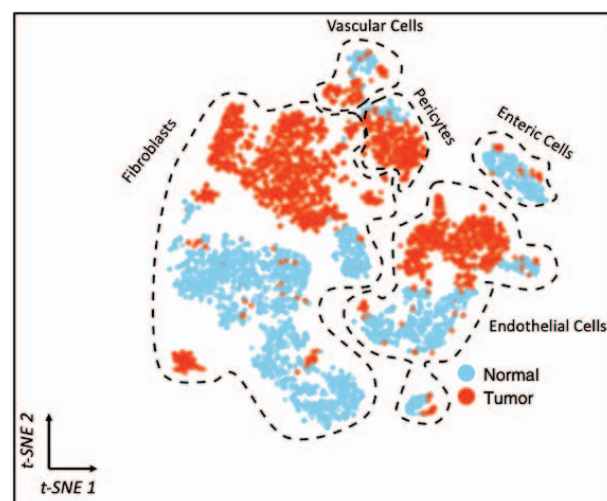 Vascular Cells
Pericytes
Enteric Cells
Fibroblasts
Endothelial Cells
Normal
Tumor
t-SNE 2
t-SNE 1